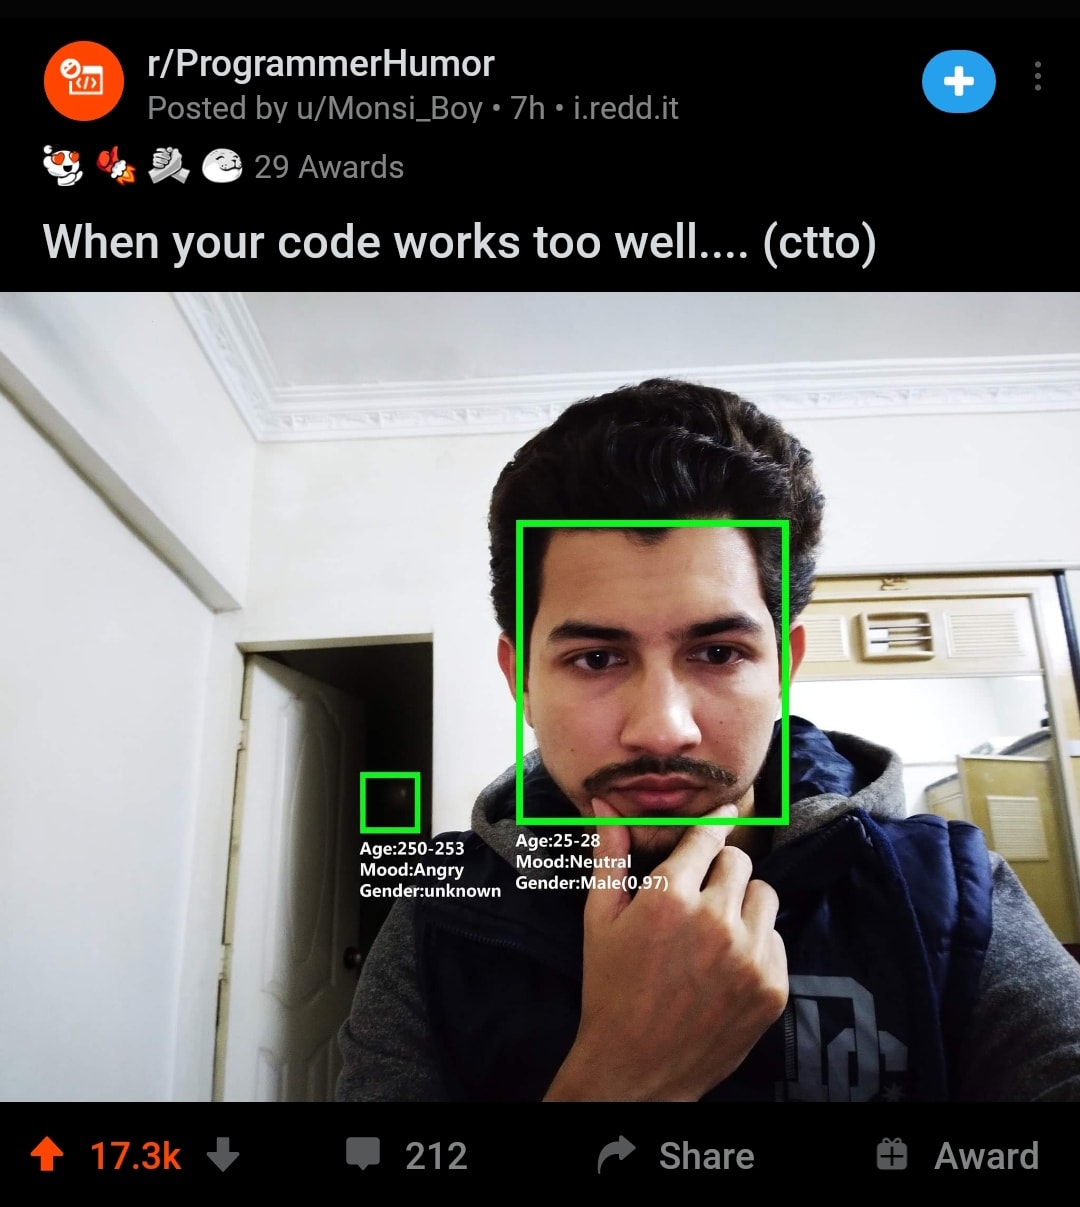 r/ProgrammerHumor
Posted by u/Monsi_Boy • 7h • i.redd.it
29 Awards
When your code works too well.... (ctto)
Age:250-253
Mood:Angry
Gender:unknown
Age:25-28
Mood:Neutral
Gender:Male(0.97)
DC
17.3k
212
Share
Award